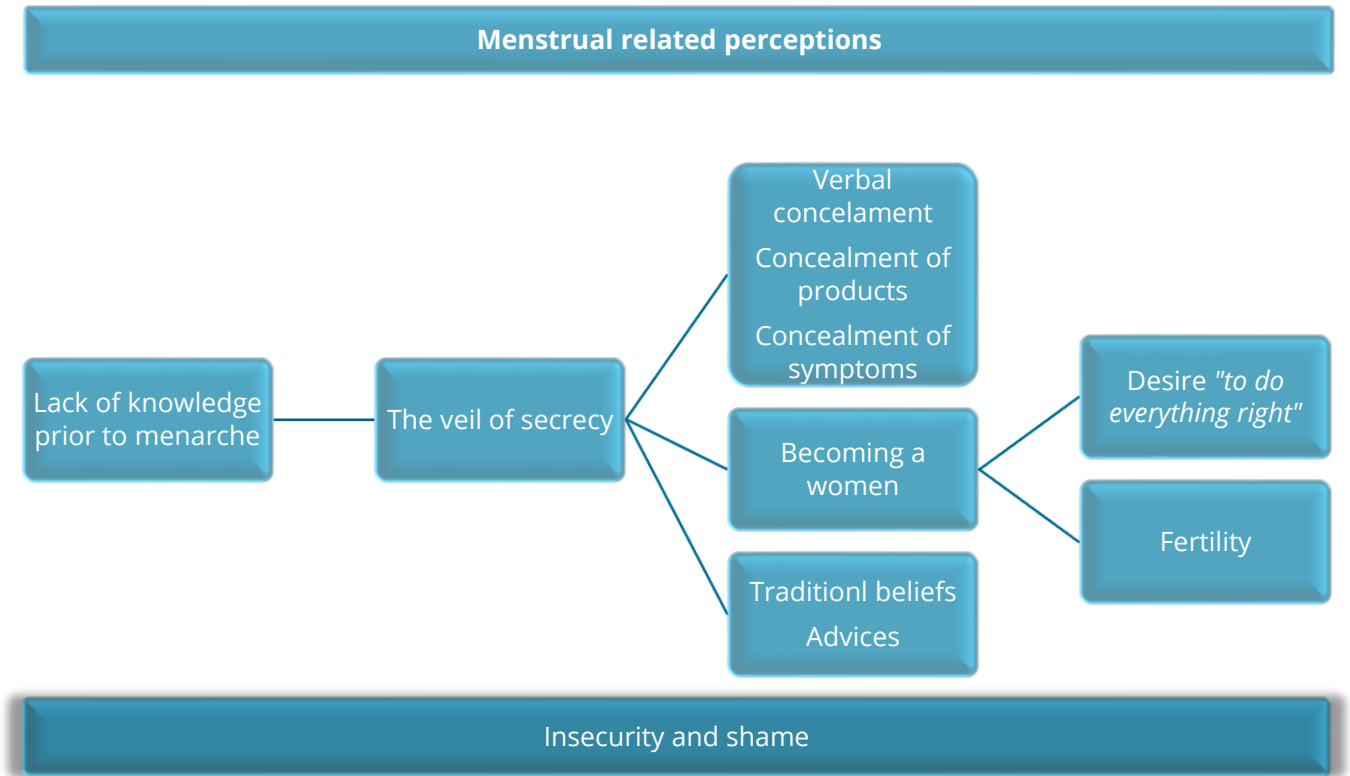 Menstrual related perceptions
Lack of knowledge
prior to menarche
The veil of secrecy
Verbal
concelament
Concealment of
products
Concealment of
symptoms
Becoming a
women
Traditionl beliefs
Advices
Desire "to do
everything right"
Fertility
Insecurity and shame